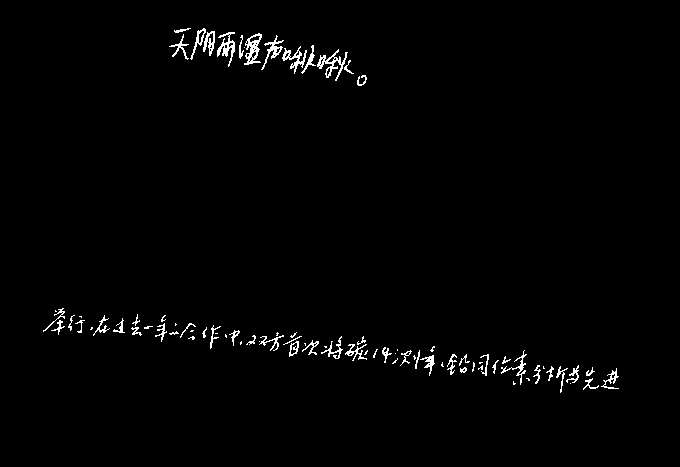 天阴雨湿声啾啾。
举行。在过去一年的合作中,双方首次将碳14测年、铅同位素分析等先进